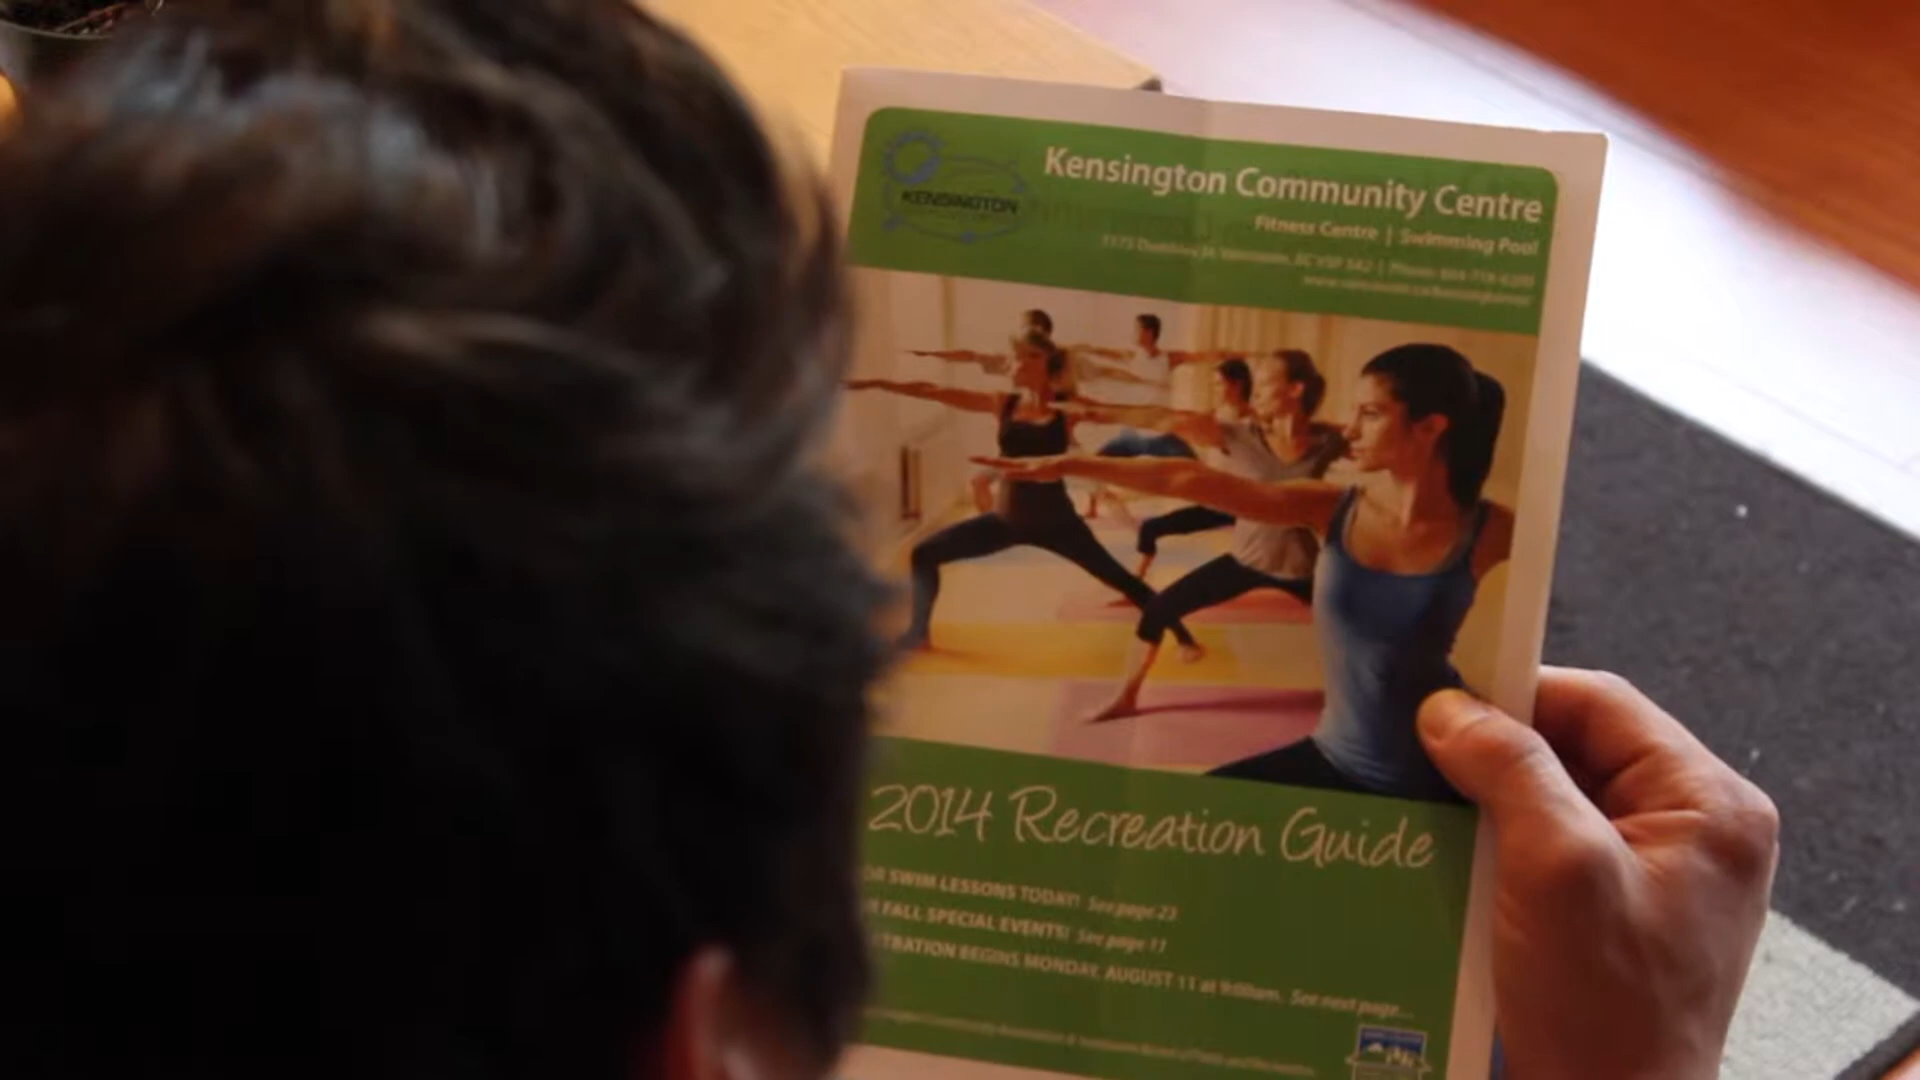 KENSINGTON
Kensington Community Centre
Fitness Centre | Swimming Pool
2014 Recreation Guide
SWIM LESSONS TODAY! See page 23
FALL SPECIAL EVENTS! See page 11
BEGINS MONDAY, AUGUST 11 at 9:00am. See next page...